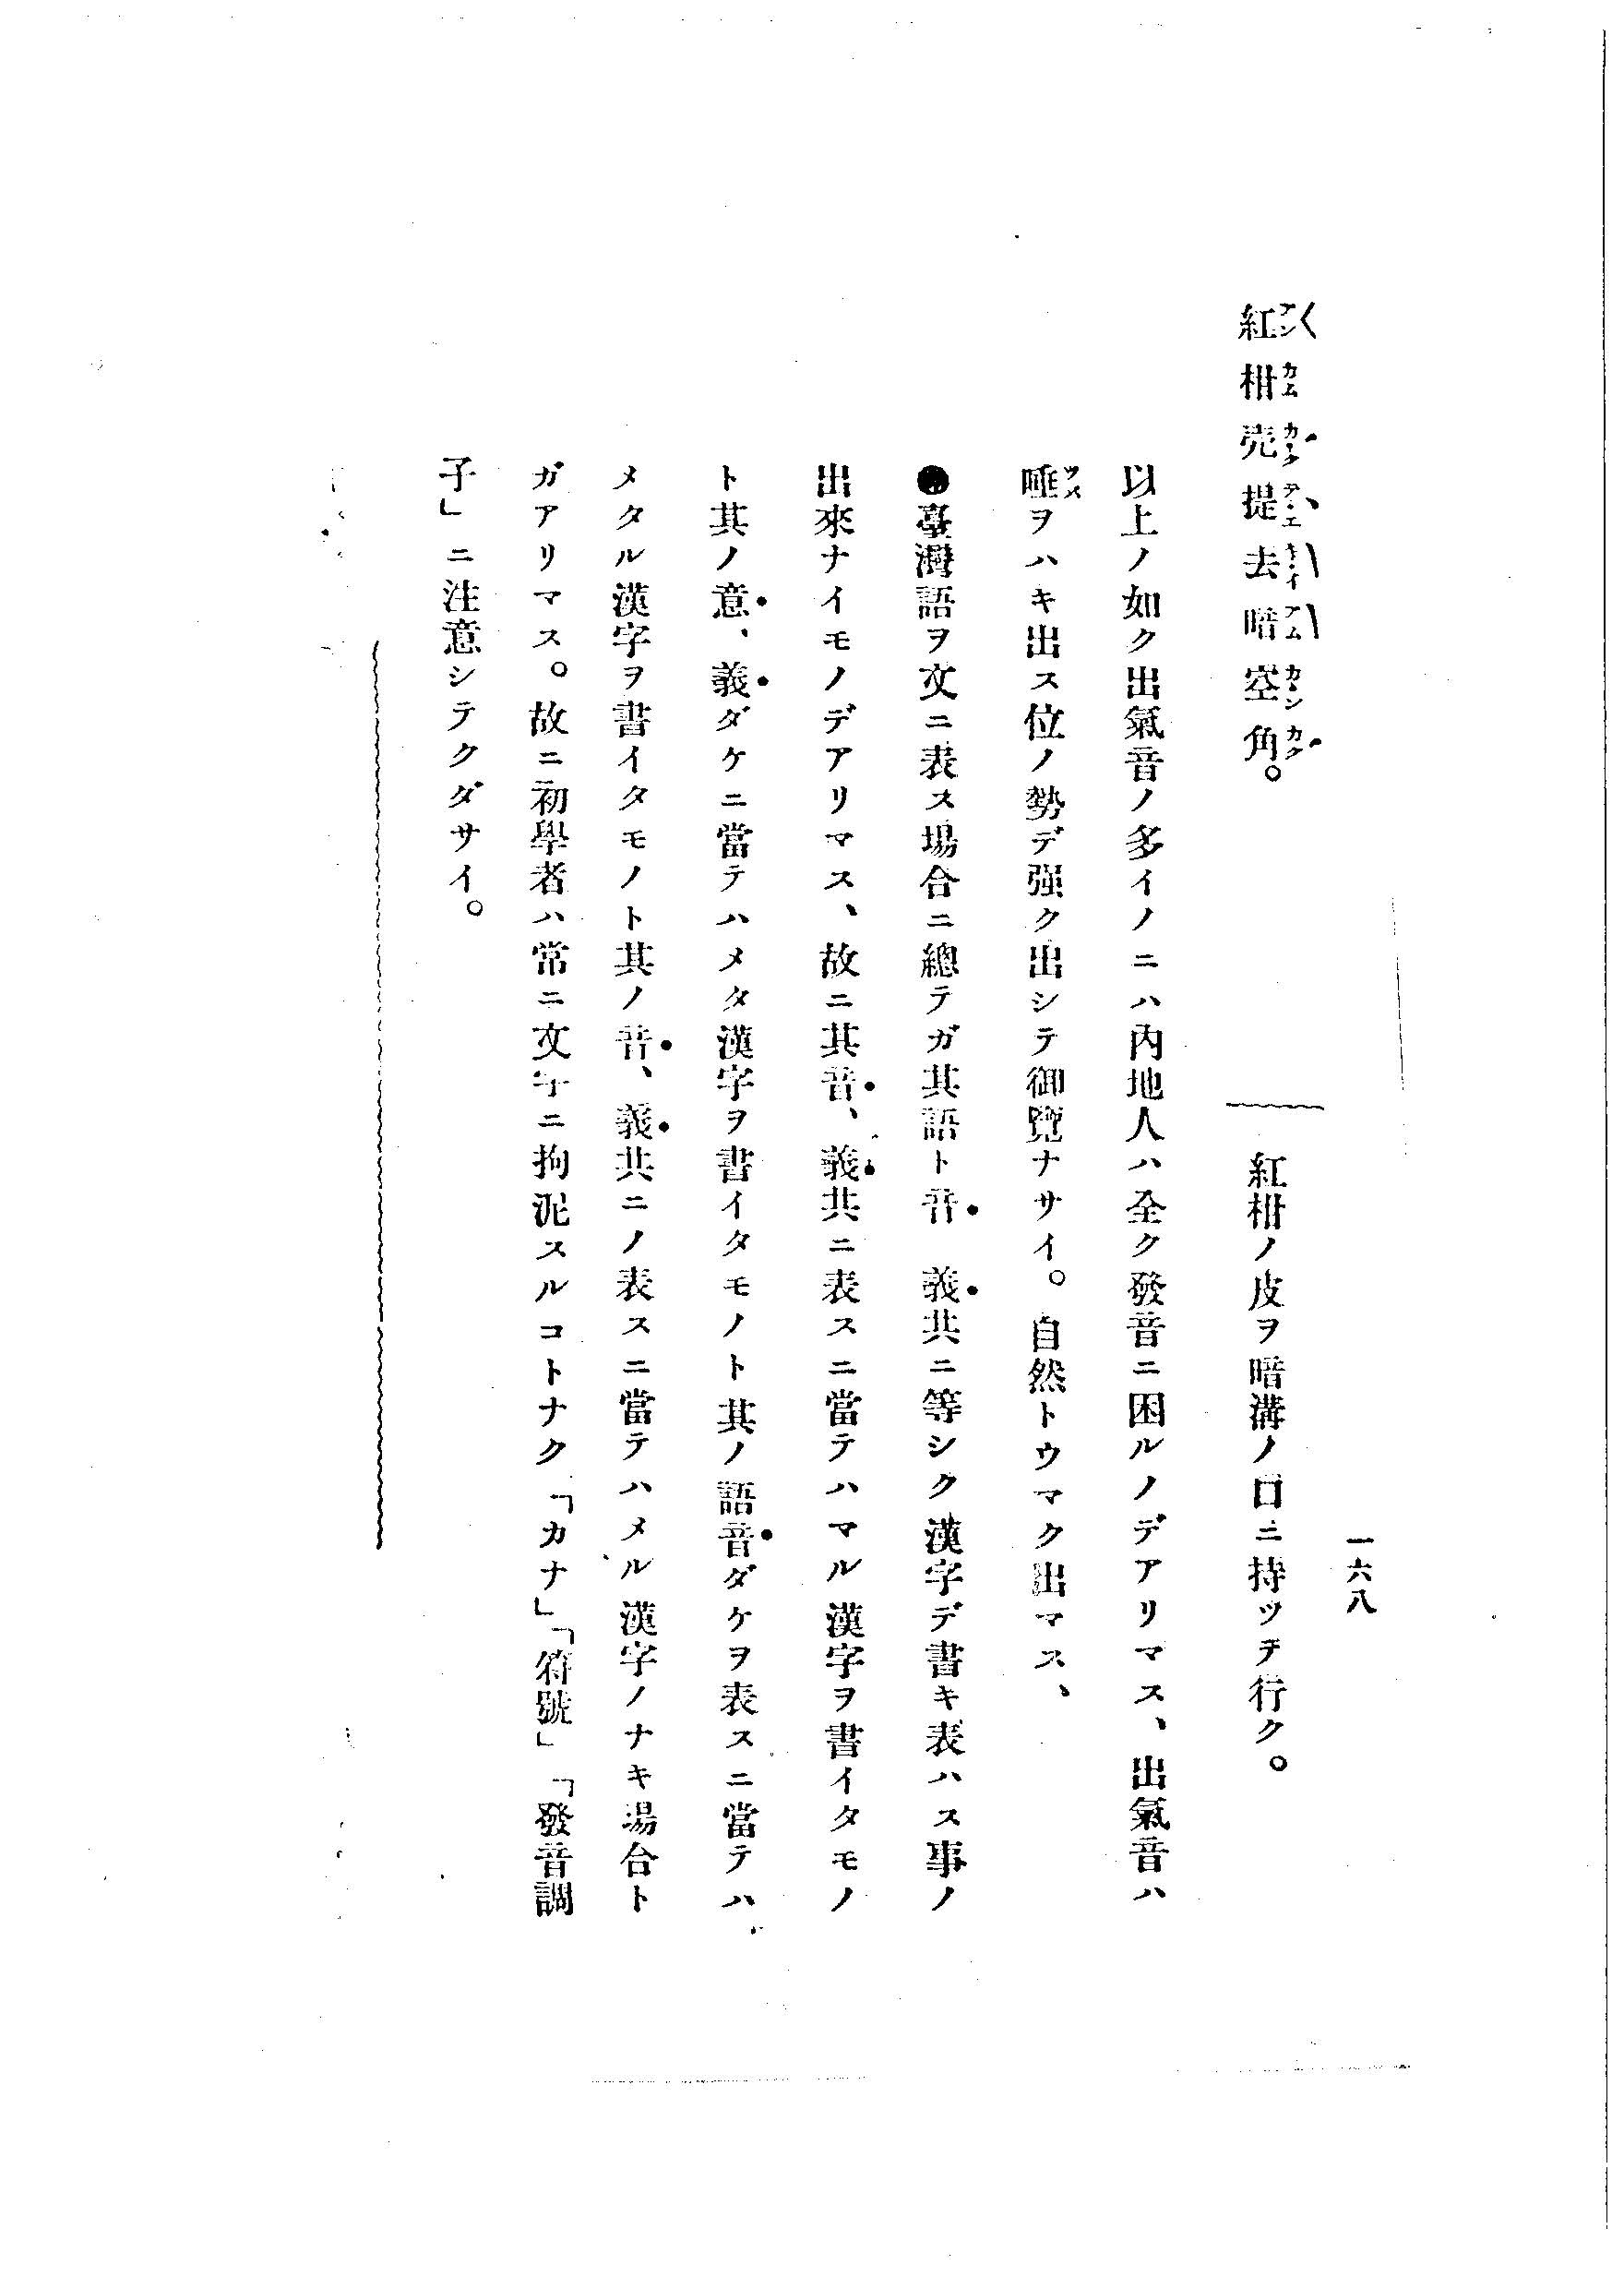 一六八
紅柑売提去暗空角。 紅柑ノ皮ヲ暗溝ノ口ニ持ッテ行ク。
以上ノ如ク出氣音ノ多イノニハ內地人ハ全ク發音ニ困ルノデアリマス、出氣音ハ
唾ヲハキ出ス位ノ勢デ强ク出シテ御覽ナサイ。自然トウマク出マス、
●臺灣語ヲ文ニ表ス場合ニ總テガ其語ト音 義共ニ等シク漢字デ書キ表ハス事ノ
出來ナイモノデアリマス、故ニ其音、義共ニ表スニ當テハマル漢字ヲ書イタモノ
ト其ノ意、義ダケニ當テハメタ漢字ヲ書イタモノト其ノ語音ダケヲ表スニ當テハ
メタル漢字ヲ書イタモノト其ノ音、義共ニノ表スニ當テハメル漢字ノナキ場合ト
ガアリマス。故ニ初學者ハ常ニ文字ニ拘泥スルコトナク「カナ」「符號」「發音調
子」ニ注意シテクダサイ。